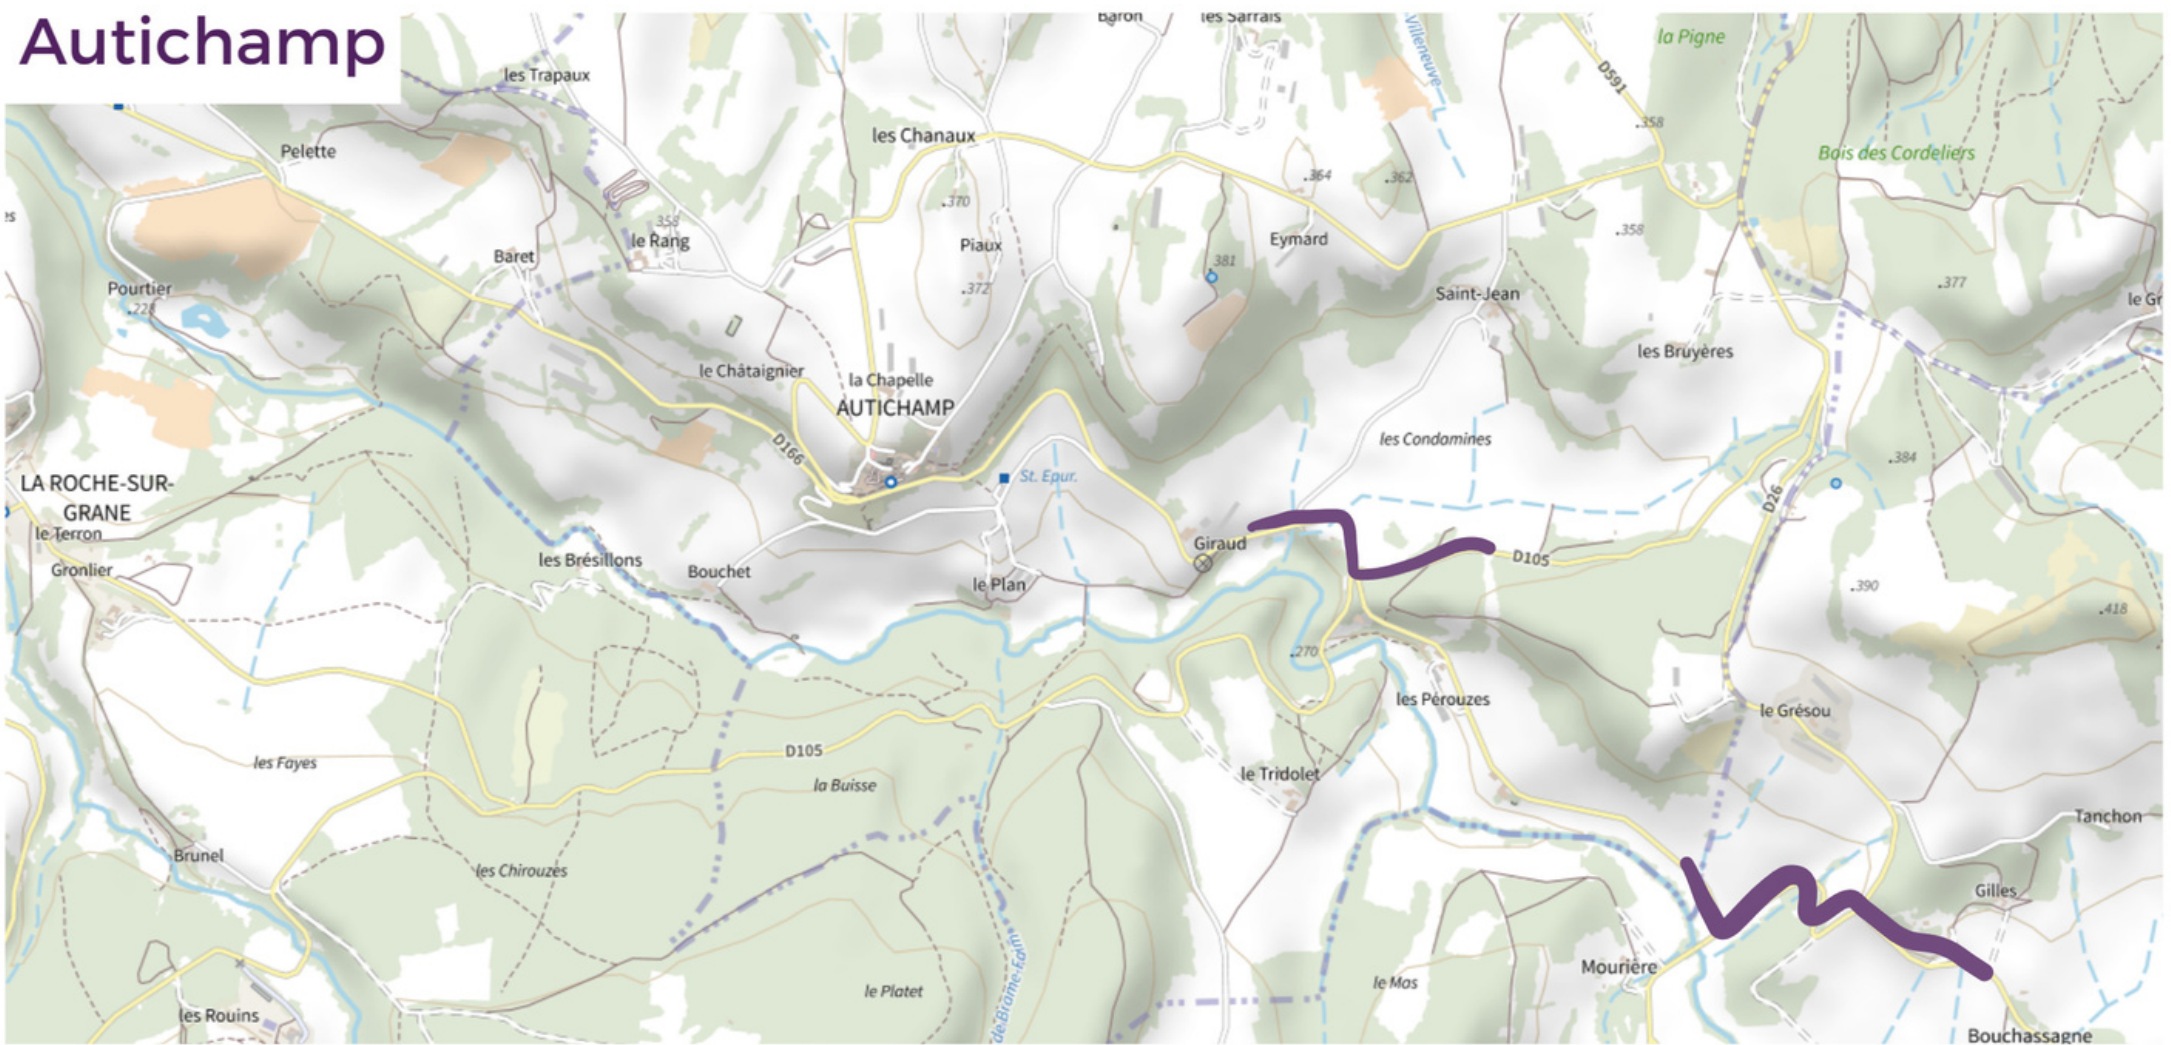 Autichamp
Baron
les Sarrais
Villeneuve
la Pigne
les Trapaux
D591
.358
Pelette
les Chanaux
Bois des Cordeliers
.364
.362
.370
358
le Rang
Piaux
Eymard
.358
Baret
381
.377
Pourtier
.372
Saint-Jean
le Gr
les Bruyères
le Châtaignier
la Chapelle
AUTICHAMP
D166
les Condamines
.384
LA ROCHE-SUR-
GRANE
St. Epur.
D26
le Terron
Giraud
Gronlier
les Brésillons
Bouchet
le Plan
D105
.390
.418
.270
les Pérouzes
le Grésou
les Fayes
D105
la Buisse
le Tridolet
Tanchon
Brunel
les Chirouzes
Gilles
de Brame-Faim
Mourière
le Platet
le Mas
les Rouins
Bouchassagne